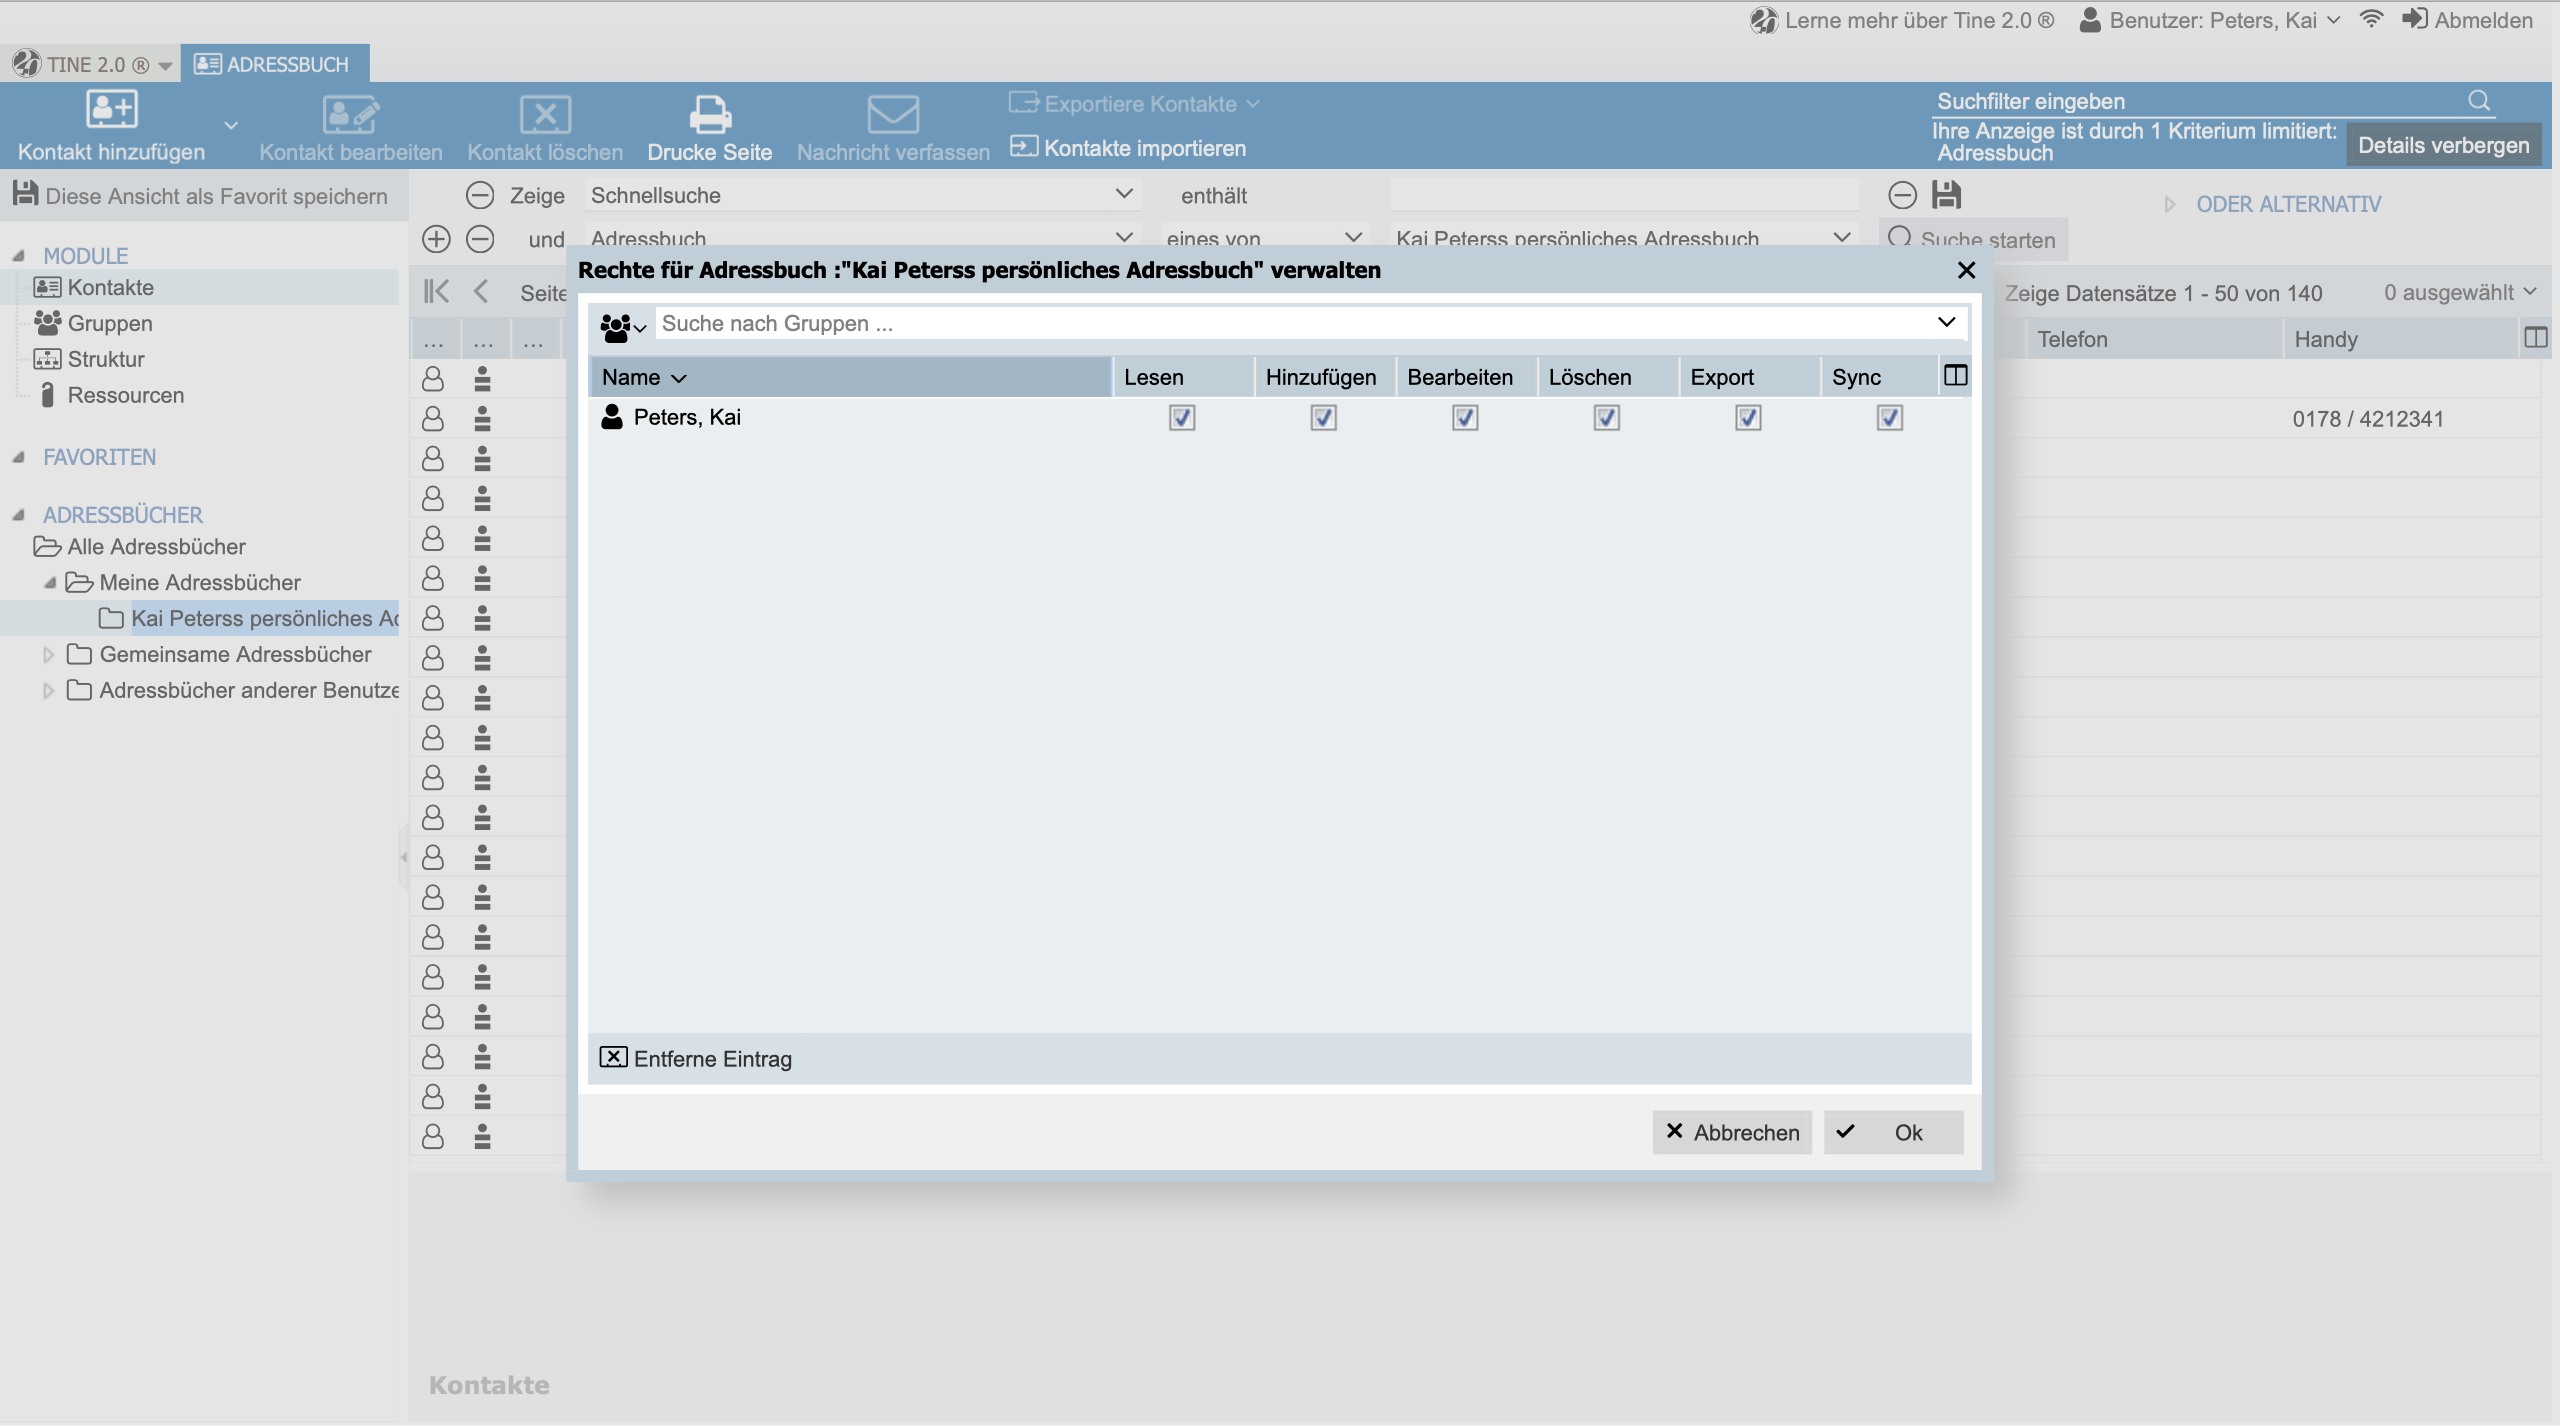 Lerne mehr über Tine 2.0 ® Benutzer: Peters, Kai Abmelden
TINE 2.0 ® ADRESSBUCH
Kontakt hinzufügen Kontakt bearbeiten Kontakt löschen Drucke Seite Nachricht verfassen
Exportiere Kontakte
Kontakte importieren
Suchfilter eingeben
Ihre Anzeige ist durch 1 Kriterium limitiert:
Adressbuch
Details verbergen
Diese Ansicht als Favorit speichern
MODULE
Kontakte
Gruppen
Struktur
Ressourcen
FAVORITEN
ADRESSBÜCHER
Alle Adressbücher
Meine Adressbücher
Kai Peterss persönliches Ad
Gemeinsame Adressbücher
Adressbücher anderer Benutze
Zeige Schnellsuche enthält
ODER ALTERNATIV
und Adressbuch eines von Kai Peterss persönliches Adressbuch Suche starten
Seite
Zeige Datensätze 1 - 50 von 140 0 ausgewählt
... ... ... Telefon Handy
0178 / 4212341
Rechte für Adressbuch :"Kai Peterss persönliches Adressbuch" verwalten
Suche nach Gruppen ...
Name Lesen Hinzufügen Bearbeiten Löschen Export Sync
Peters, Kai
Entferne Eintrag
Abbrechen Ok
Kontakte